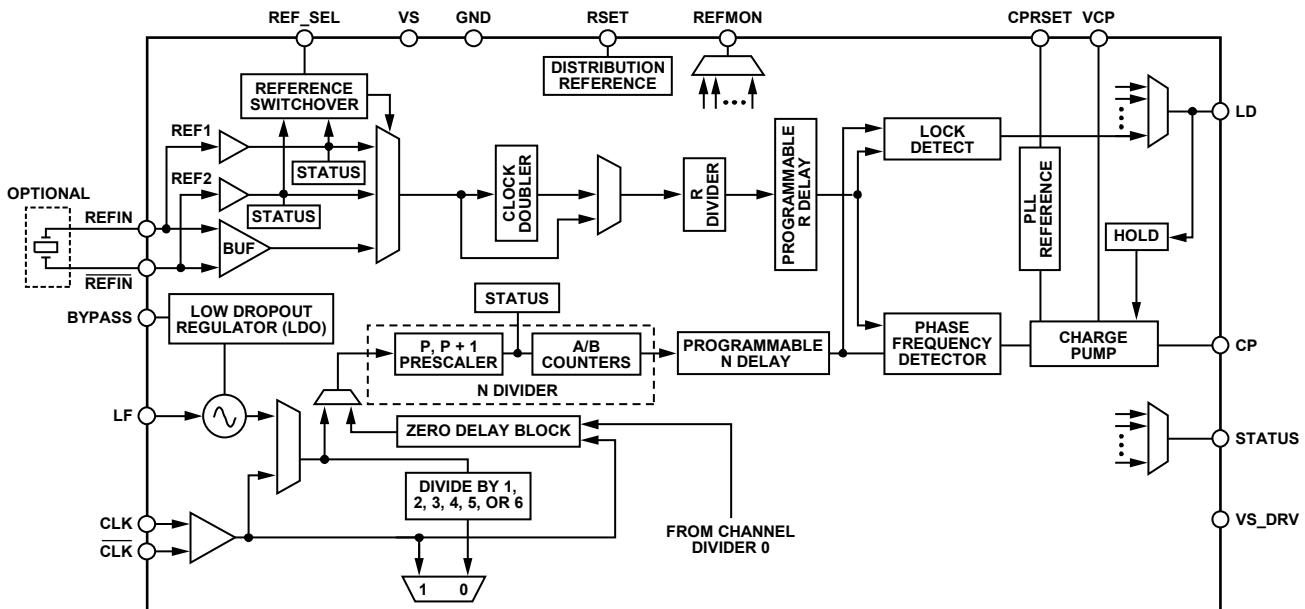 REF_SEL
VS
GND
RSET
REFMON
CPRSET
VCP
DISTRIBUTION
REFERENCE
REFERENCE
SWITCHOVER
REF1
REF2
STATUS
STATUS
OPTIONAL
REFIN
REFIN
BUF
CLOCK
DOUBLER
R
DIVIDER
PROGRAMMABLE
R DELAY
LOCK
DETECT
PLL
REFERENCE
LD
HOLD
BYPASS
LOW DROPOUT
REGULATOR (LDO)
STATUS
P, P + 1
PRESCALER
A/B
COUNTERS
N DIVIDER
PROGRAMMABLE
N DELAY
PHASE
FREQUENCY
DETECTOR
CHARGE
PUMP
CP
LF
ZERO DELAY BLOCK
STATUS
DIVIDE BY 1,
2, 3, 4, 5, OR 6
CLK
CLK
FROM CHANNEL
DIVIDER 0
VS_DRV
1 0